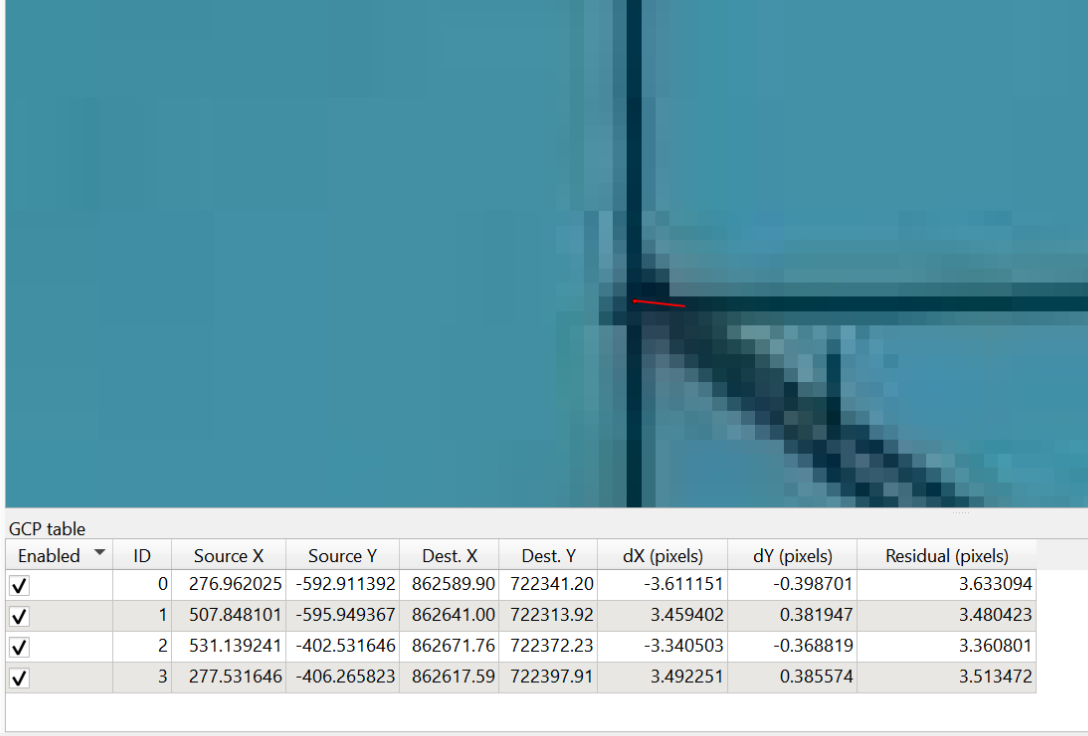 GCP table
Enabled ID Source X Source Y Dest. X Dest. Y dX (pixels) dY (pixels) Residual (pixels)
0 276.962025 -592.911392 862589.90 722341.20 -3.611151 -0.398701 3.633094
1 507.848101 -595.949367 862641.00 722313.92 3.459402 0.381947 3.480423
2 531.139241 -402.531646 862671.76 722372.23 -3.340503 -0.368819 3.360801
3 277.531646 -406.265823 862617.59 722397.91 3.492251 0.385574 3.513472